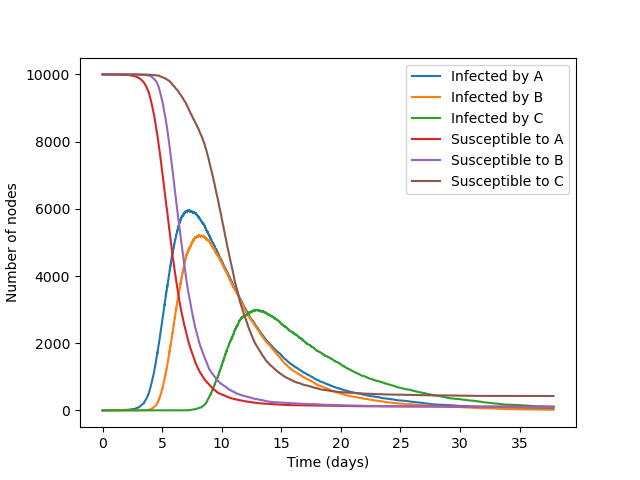 10000
8000
6000
4000
2000
0
Number of nodes
0 5 10 15 20 25 30 35
Time (days)
Infected by A
Infected by B
Infected by C
Susceptible to A
Susceptible to B
Susceptible to C